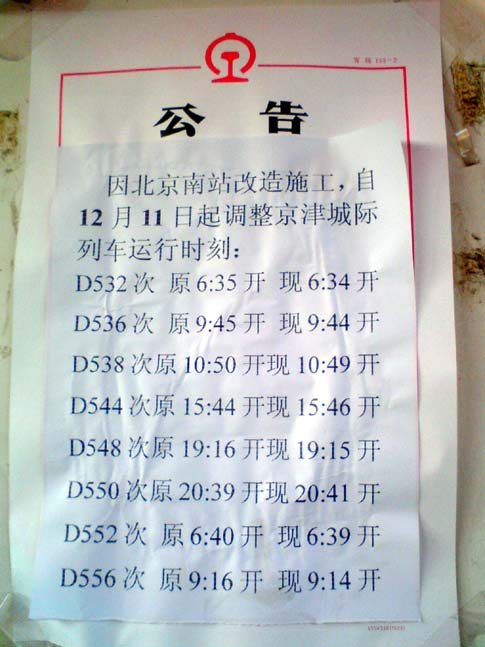 公告
因北京南站改造施工，自
12月11日起调整京津城际
列车运行时刻：
D532次 原6:35开 现6:34开
D536次 原9:45开 现9:44开
D538次原10:50开现10:49开
D544次原15:44开现15:46开
D548次原19:16开现19:15开
D550次原20:39开现20:41开
D552次 原6:40开 现6:39开
D556次 原9:16开 现9:14开